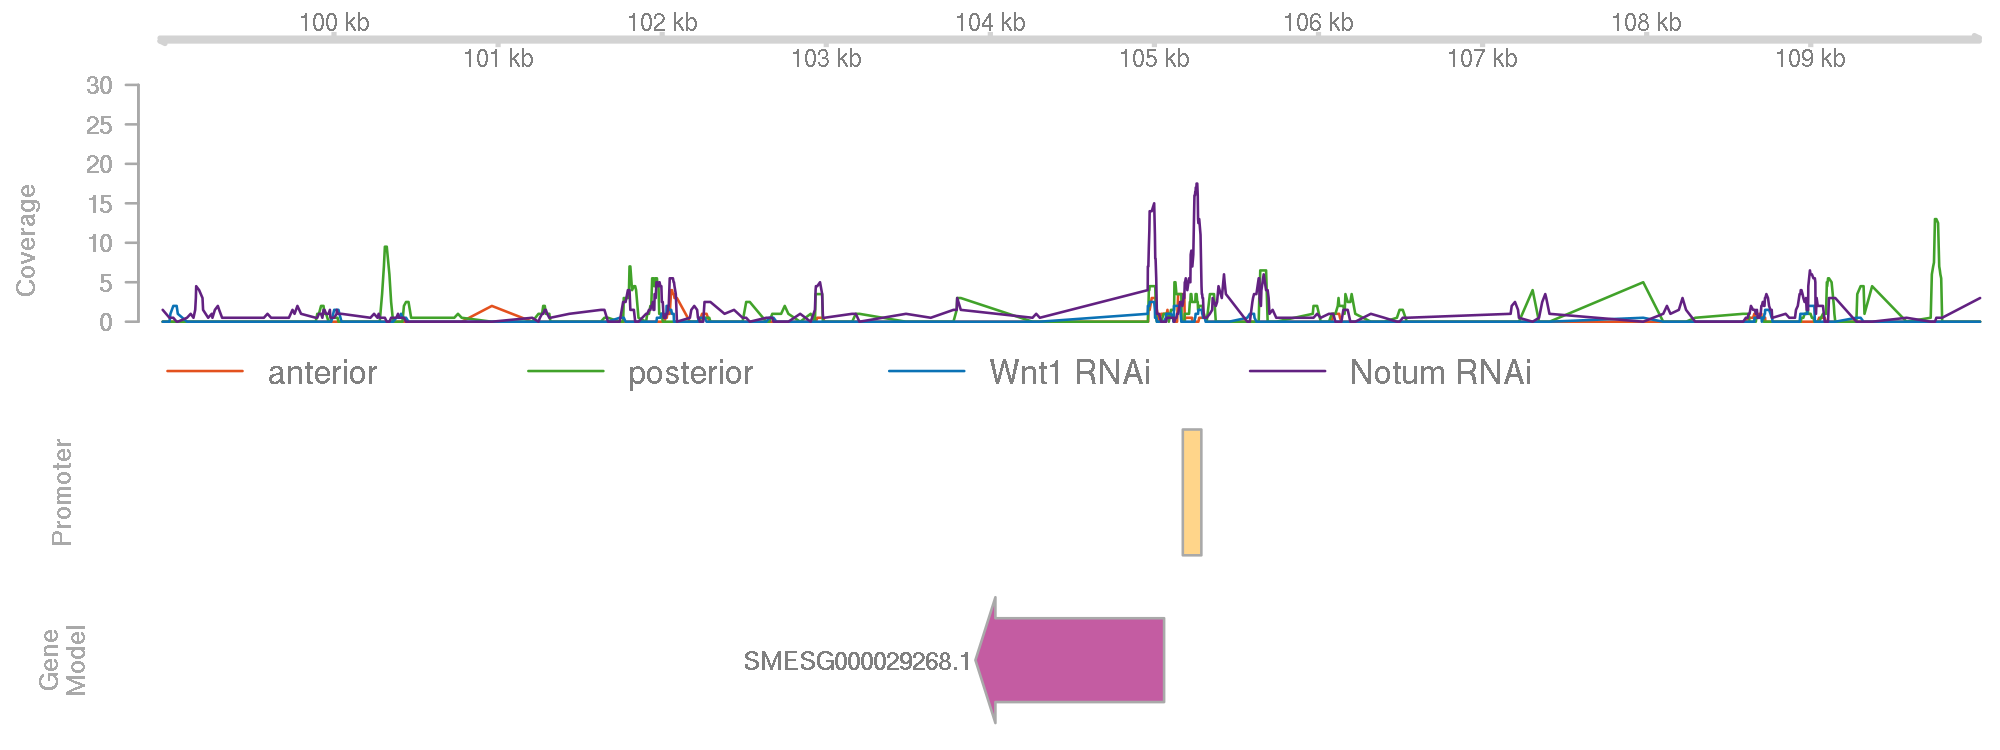 100 kb 102 kb 104 kb 106 kb 108 kb
101 kb 103 kb 105 kb 107 kb 109 kb
30
25
20
15
10
5
0
Coverage
anterior posterior Wnt1 RNAi Notum RNAi
Promoter
Gene
Model
SMESG000029268.1